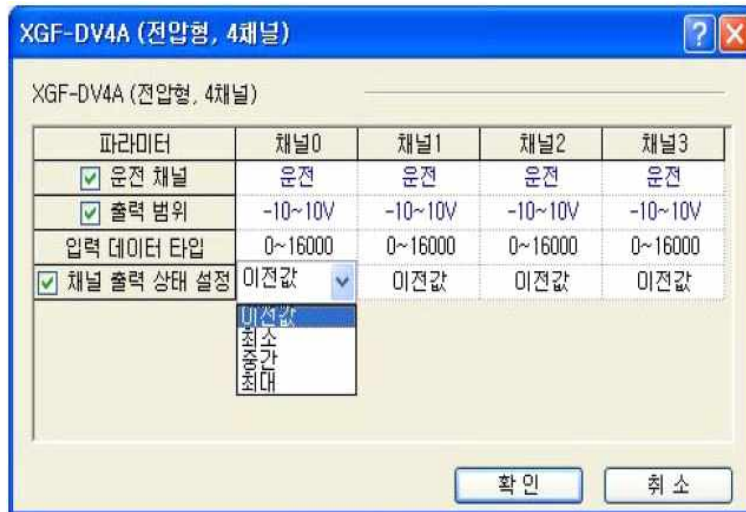 XGF-DV4A (전압형, 4채널)
XGF-DV4A (전압형, 4채널)
파라미터 채널0 채널1 채널2 채널3
운전 채널 운전 운전 운전 운전
출력 범위 -10~10V -10~10V -10~10V -10~10V
입력 데이터 타입 0~16000 0~16000 0~16000 0~16000
채널 출력 상태 설정 이전값 이전값 이전값 이전값
이전값
최소
중간
최대
확인 취소